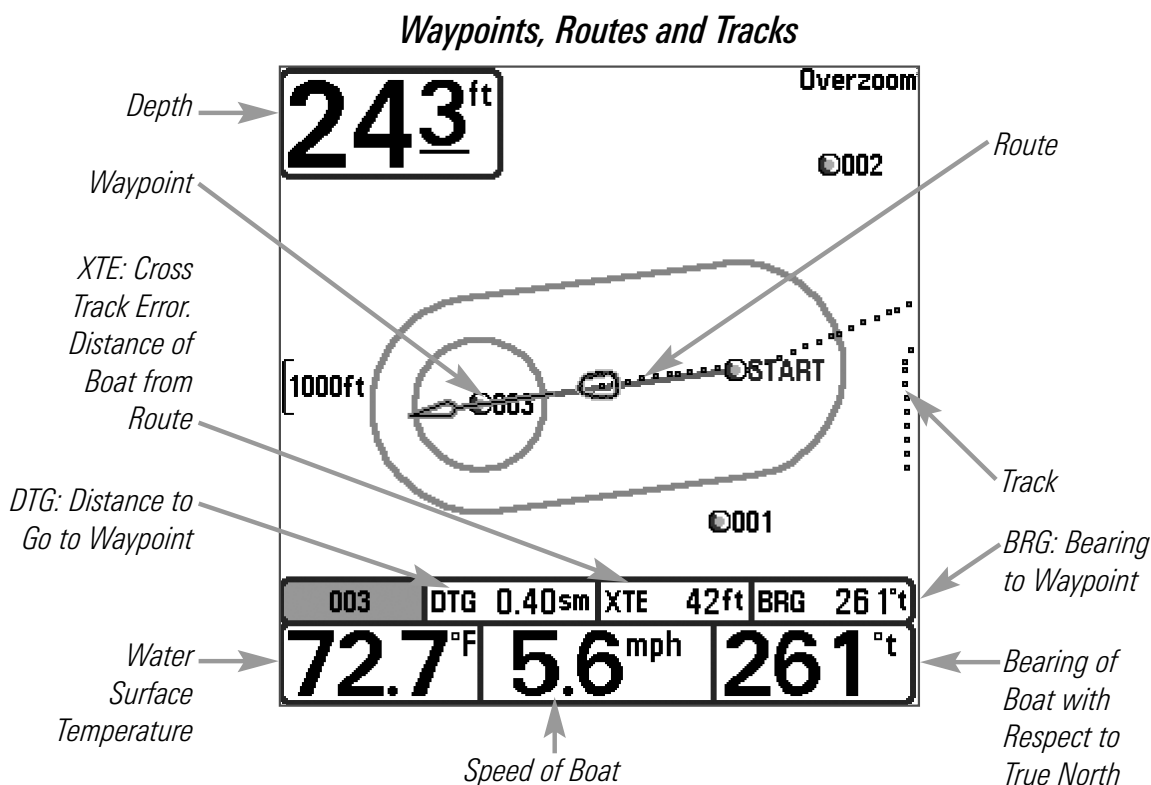 Waypoints, Routes and Tracks
Depth
243 ft
Overzoom
Waypoint
002
Route
XTE: Cross
Track Error.
Distance of
Boat from
Route
1000ft
003
START
Track
DTG: Distance to
Go to Waypoint
001
BRG: Bearing
to Waypoint
003 DTG 0.40sm XTE 42ft BRG 261°t
72.7°F 5.6mph 261°t
Water
Surface
Temperature
Speed of Boat
Bearing of
Boat with
Respect to
True North